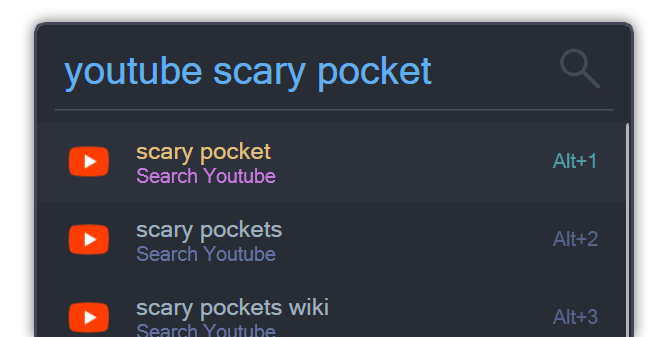 youtube scary pocket
scary pocket
Search Youtube
Alt+1
scary pockets
Search Youtube
Alt+2
scary pockets wiki
Search Youtube
Alt+3